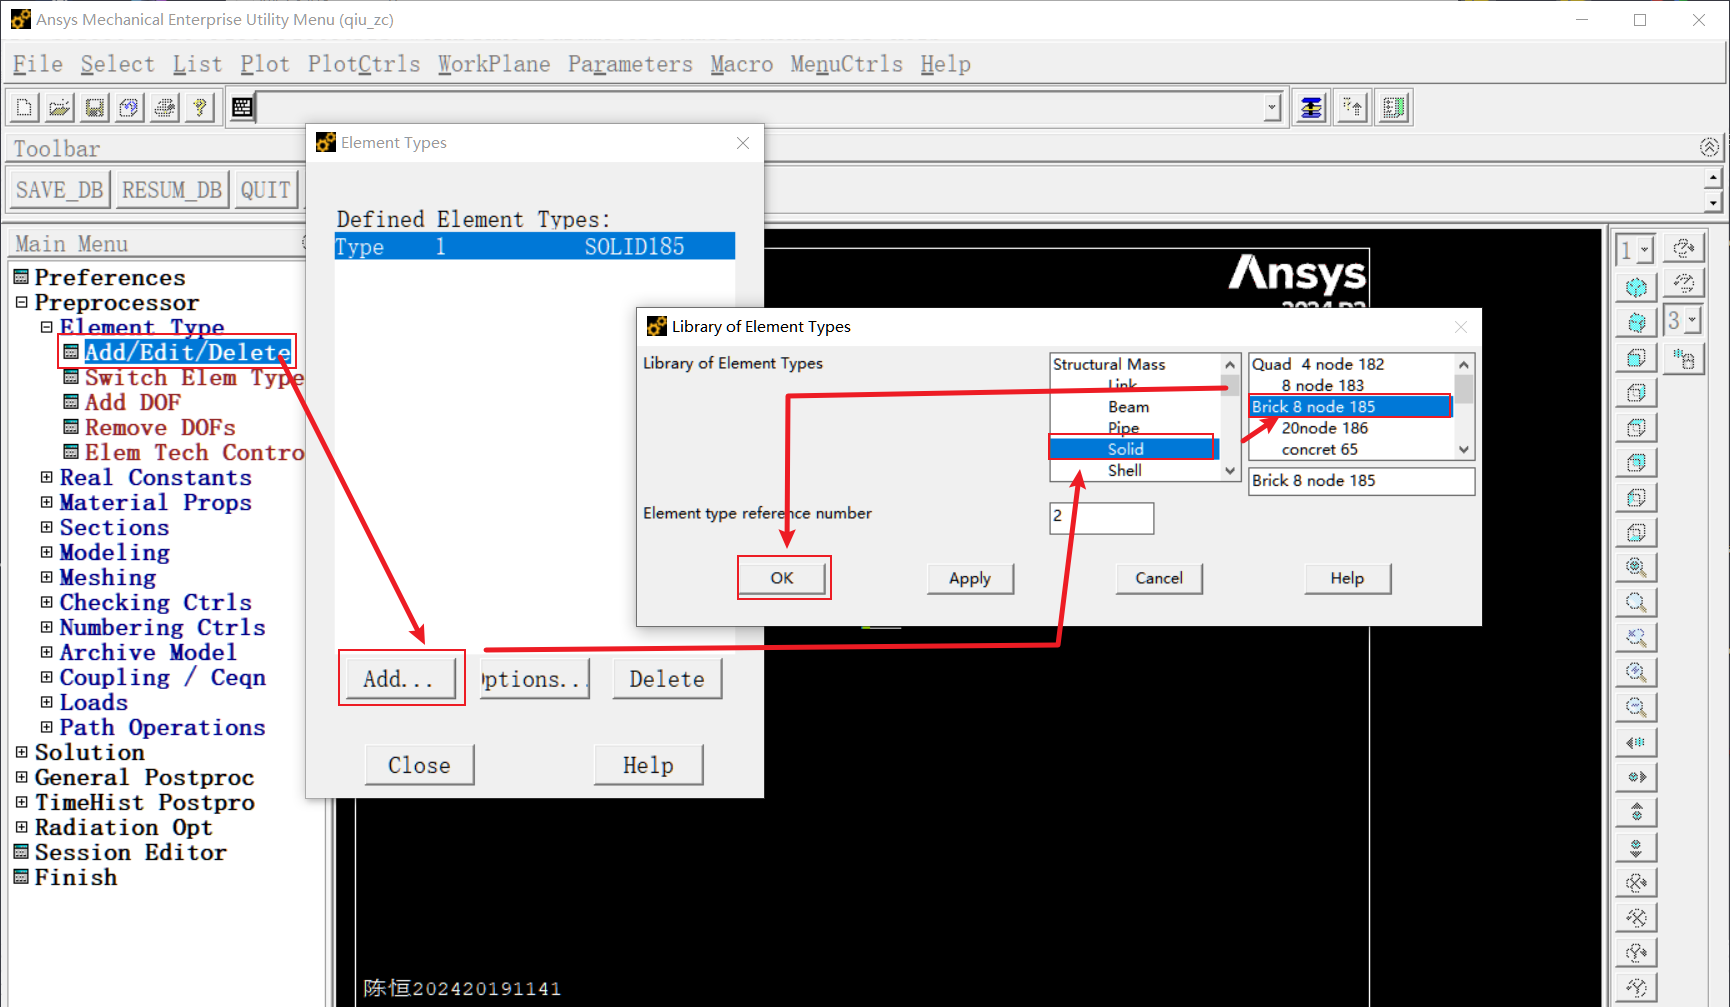 Ansys Mechanical Enterprise Utility Menu (qiu_zc)
File Select List Plot PlotCtrls WorkPlane Parameters Macro MenuCtrls Help
Toolbar
SAVE_DB RESUM_DB QUIT
Main Menu
Preferences
Preprocessor
Element Type
Add/Edit/Delete
Switch Elem Type
Add DOF
Remove DOFs
Elem Tech Contro
Real Constants
Material Props
Sections
Modeling
Meshing
Checking Ctrls
Numbering Ctrls
Archive Model
Coupling / Ceqn
Loads
Path Operations
Solution
General Postproc
TimeHist Postpro
Radiation Opt
Session Editor
Finish
Element Types
Defined Element Types:
Type 1 SOLID185
Add... Options... Delete
Close Help
Ansys
Library of Element Types
Library of Element Types
Structural Mass
Link
Beam
Pipe
Solid
Shell
Quad 4 node 182
8 node 183
Brick 8 node 185
20node 186
concret 65
Brick 8 node 185
Element type reference number
2
OK Apply Cancel Help
1
3
陈恒202420191141